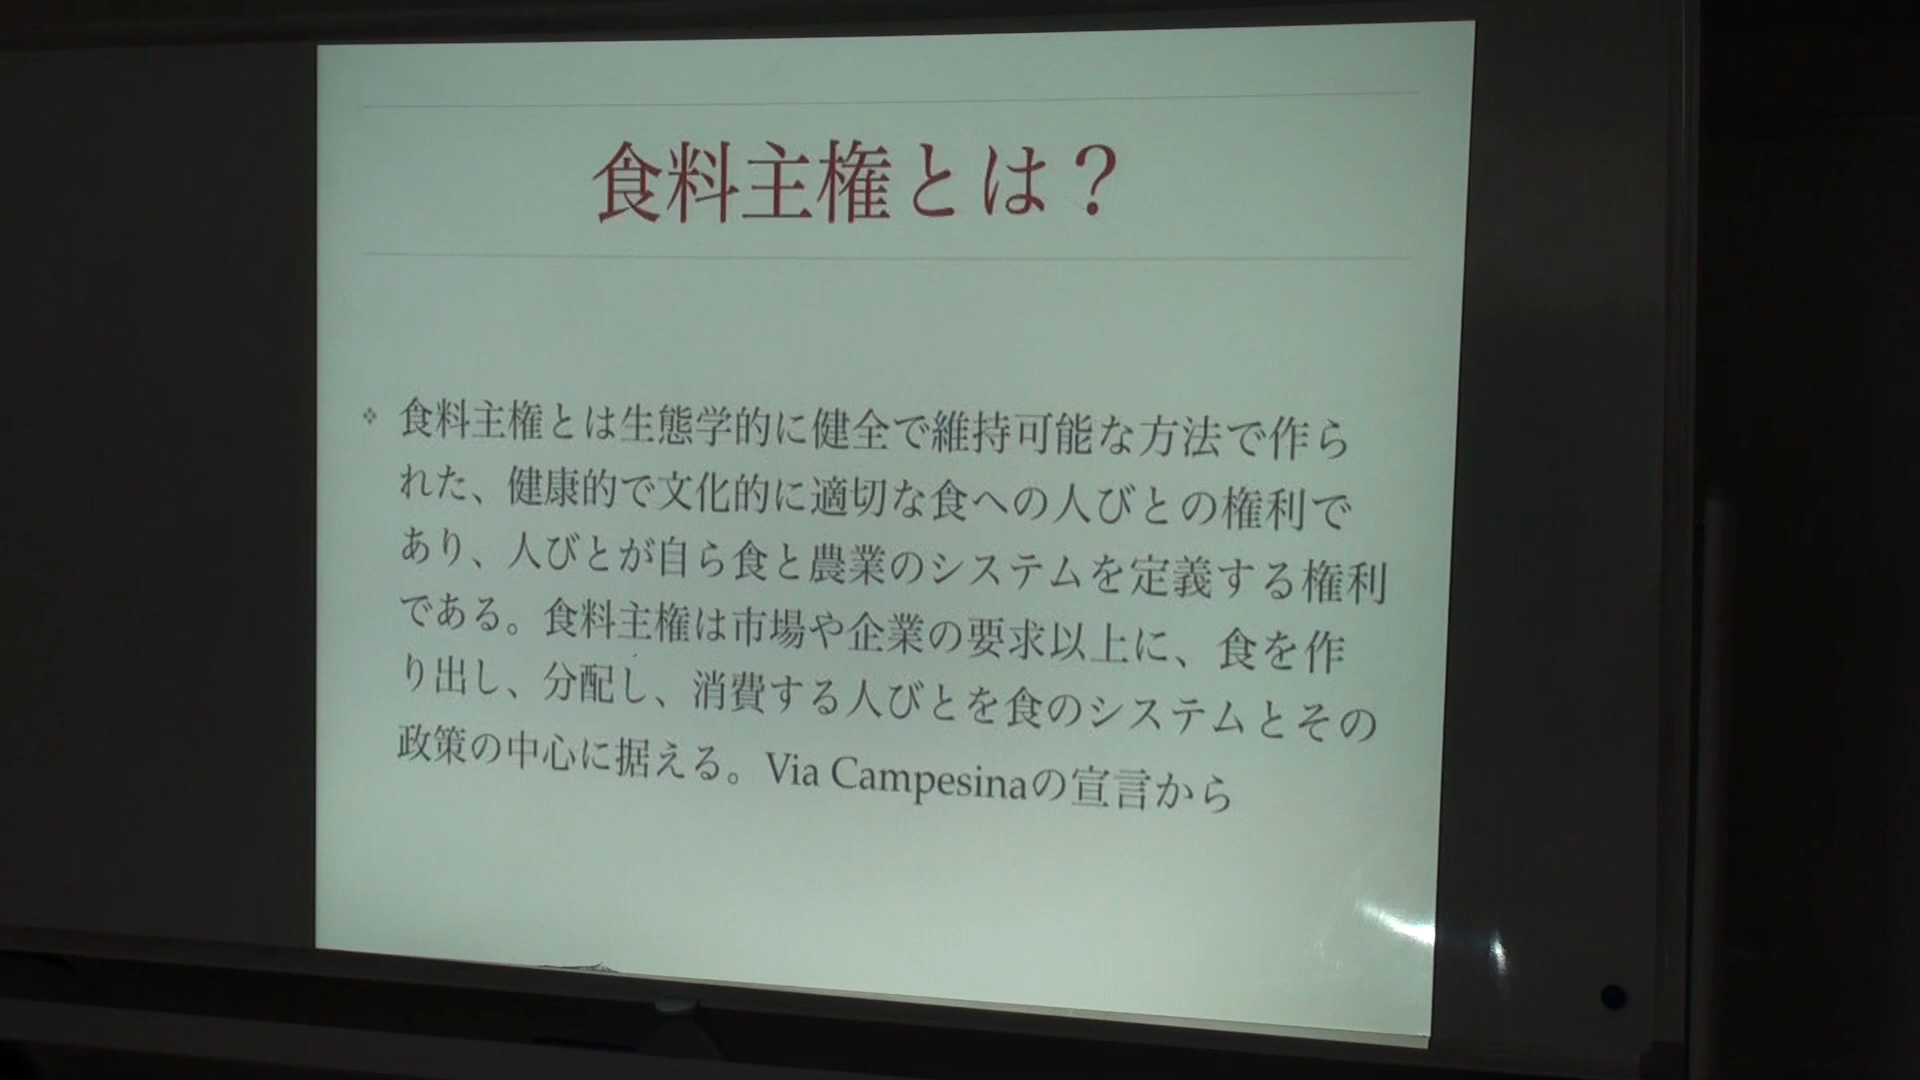 食料主権とは？
❖ 食料主権とは生態学的に健全で維持可能な方法で作ら
れた、健康的で文化的に適切な食への人びとの権利で
あり、人びとが自ら食と農業のシステムを定義する権利
である。食料主権は市場や企業の要求以上に、食を作
り出し、分配し、消費する人びとを食のシステムとその
政策の中心に据える。Via Campesinaの宣言から